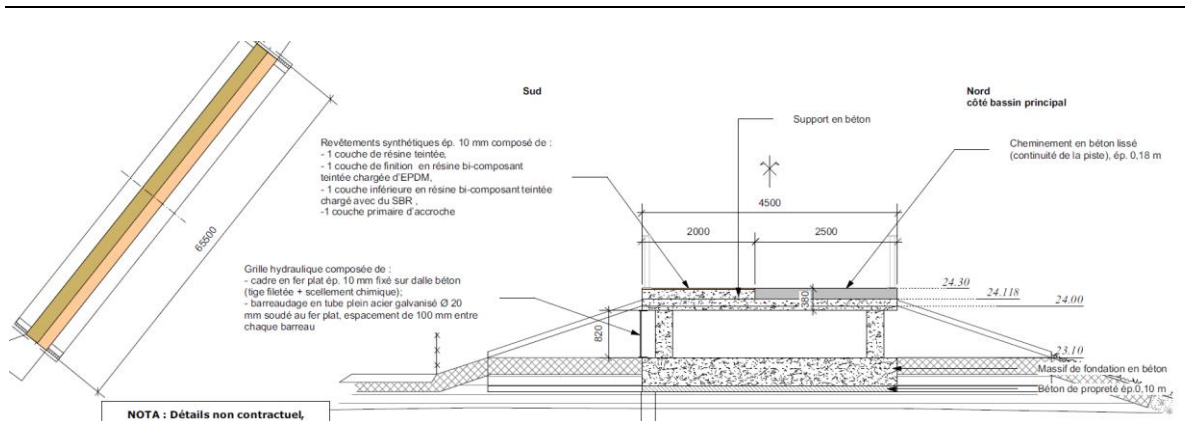 Sud
Nord
côté bassin principal
Support en béton
Revêtements synthétiques ép. 10 mm composé de :
- 1 couche de résine teintée,
- 1 couche de finition en résine bi-composant
teintée chargée d'EPDM,
- 1 couche inférieure en résine bi-composant teintée
chargé avec du SBR ,
-1 couche primaire d'accroche
Cheminement en béton lissé
(continuité de la piste), ép. 0,18 m
4500
2000
2500
65500
Grille hydraulique composée de :
- cadre en fer plat ép. 10 mm fixé sur dalle béton
(tige filetée + scellement chimique);
- barreaudage en tube plein acier galvanisé Ø 20
mm soudé au fer plat, espacement de 100 mm entre
chaque barreau
24.30
24.118
24.00
380
820
23.10
Massif de fondation en béton
Béton de propreté ép.0,10 m
NOTA : Détails non contractuel,